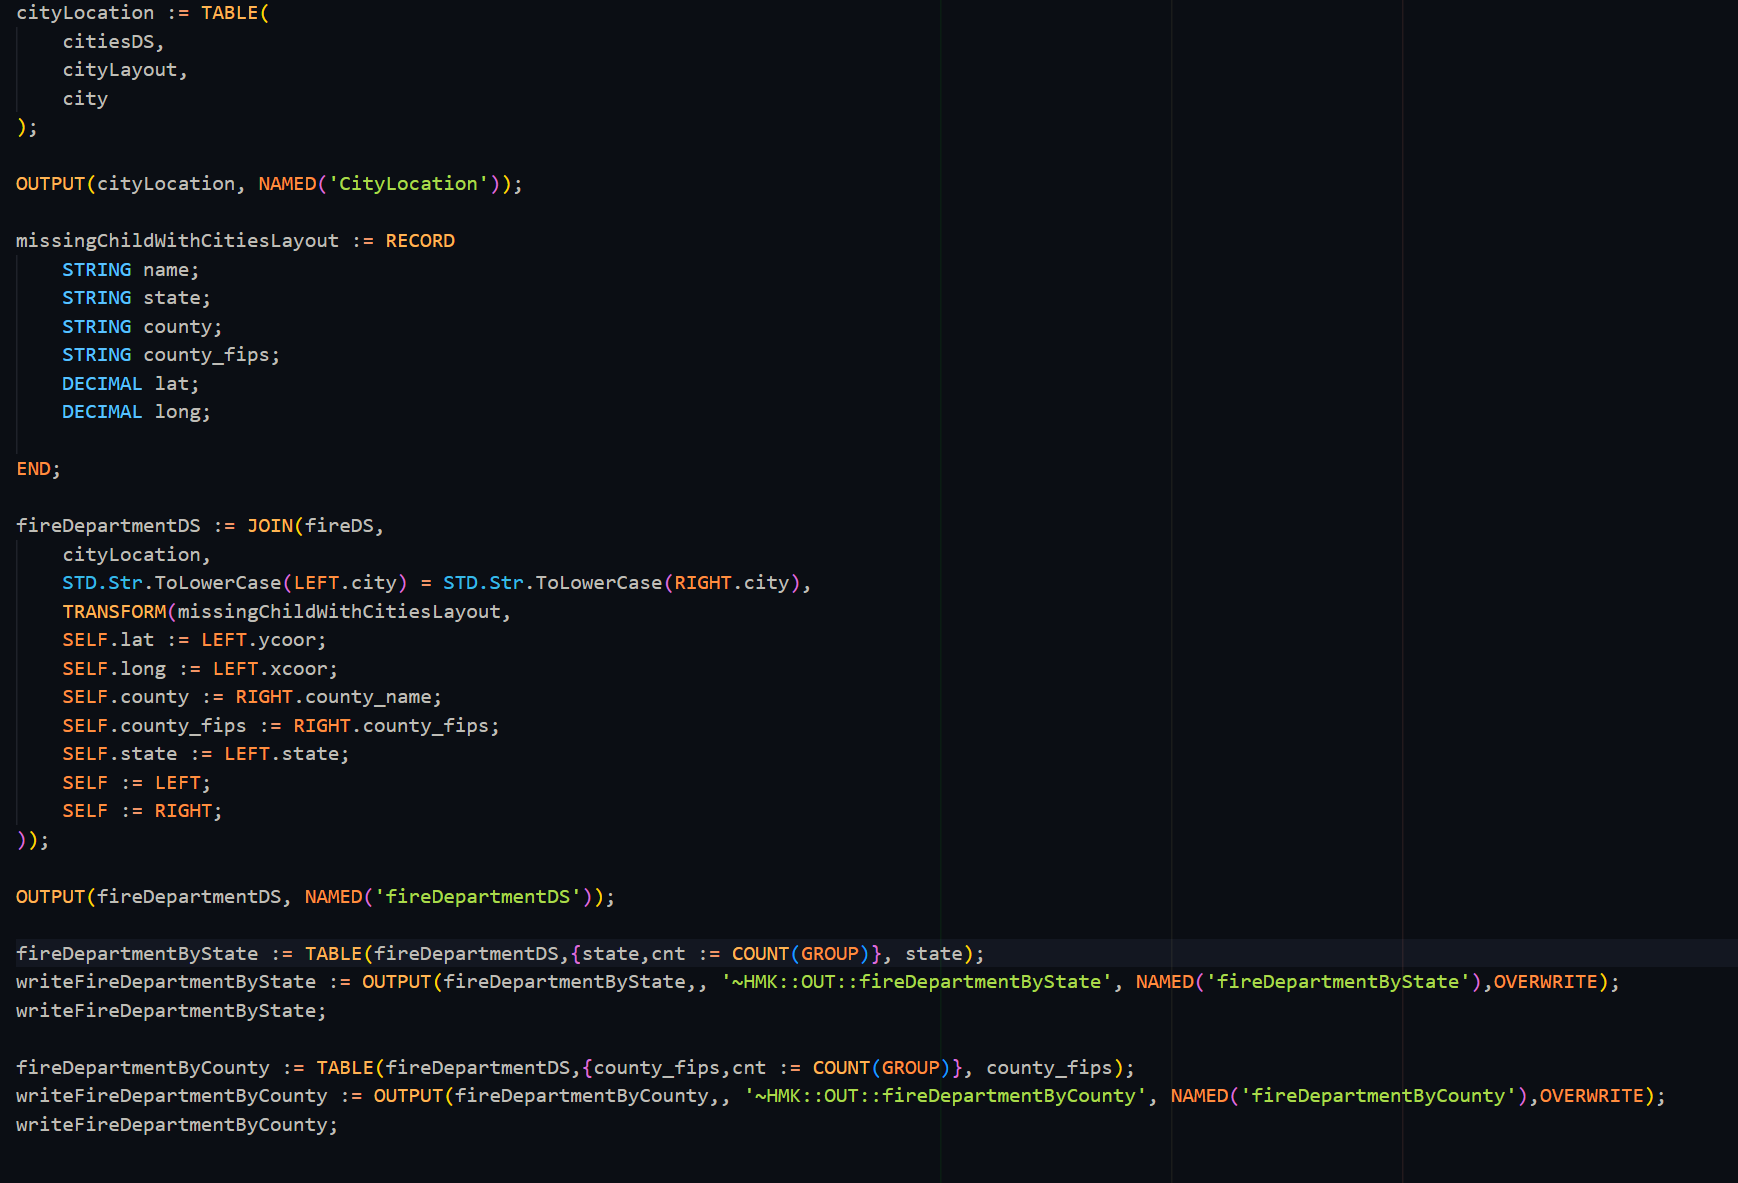 cityLocation := TABLE(
    citiesDS,
    cityLayout,
    city
);

OUTPUT(cityLocation, NAMED('CityLocation'));

missingChildWithCitiesLayout := RECORD
    STRING name;
    STRING state;
    STRING county;
    STRING county_fips;
    DECIMAL lat;
    DECIMAL long;

END;

fireDepartmentDS := JOIN(fireDS,
    cityLocation,
    STD.Str.ToLowerCase(LEFT.city) = STD.Str.ToLowerCase(RIGHT.city),
    TRANSFORM(missingChildWithCitiesLayout,
    SELF.lat := LEFT.ycoor;
    SELF.long := LEFT.xcoor;
    SELF.county := RIGHT.county_name;
    SELF.county_fips := RIGHT.county_fips;
    SELF.state := LEFT.state;
    SELF := LEFT;
    SELF := RIGHT;
));

OUTPUT(fireDepartmentDS, NAMED('fireDepartmentDS'));

fireDepartmentByState := TABLE(fireDepartmentDS,{state,cnt := COUNT(GROUP)}, state);
writeFireDepartmentByState := OUTPUT(fireDepartmentByState,, '~HMK::OUT::fireDepartmentByState', NAMED('fireDepartmentByState'),OVERWRITE);
writeFireDepartmentByState;

fireDepartmentByCounty := TABLE(fireDepartmentDS,{county_fips,cnt := COUNT(GROUP)}, county_fips);
writeFireDepartmentByCounty := OUTPUT(fireDepartmentByCounty,, '~HMK::OUT::fireDepartmentByCounty', NAMED('fireDepartmentByCounty'),OVERWRITE);
writeFireDepartmentByCounty;